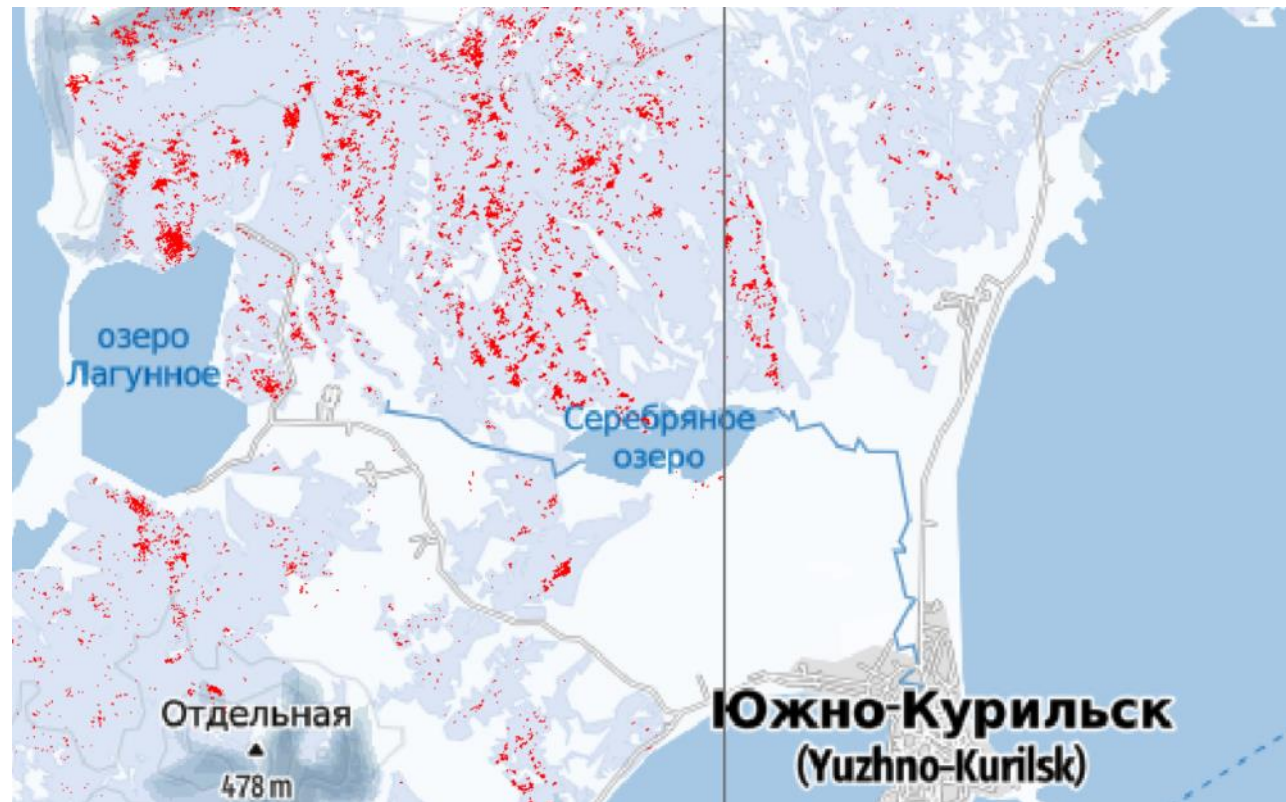 озеро
Лагунное
Серебряное
озеро
Отдельная
▲
478 m
Южно-Курильск
(Yuzhno-Kurilsk)